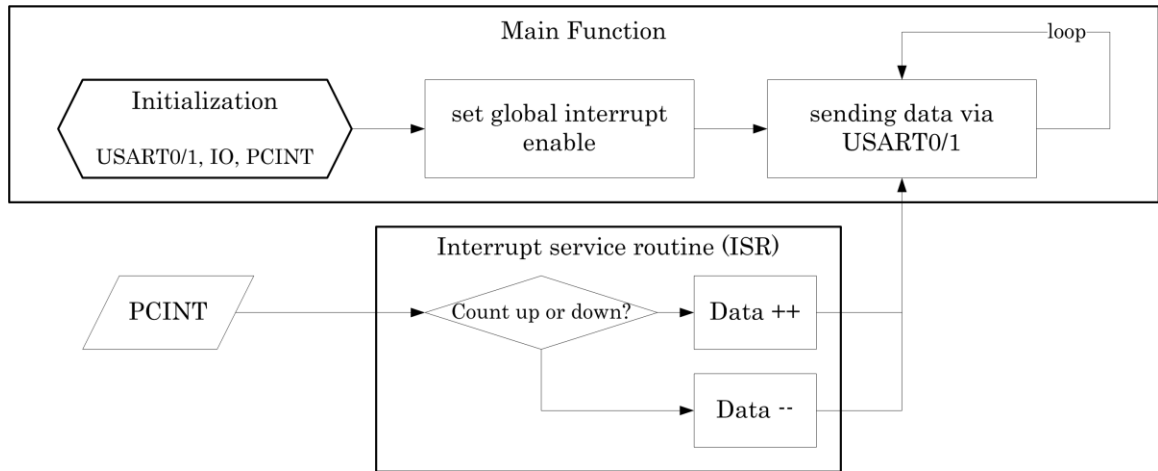 Main Function
loop
Initialization
USART0/1, IO, PCINT
set global interrupt
enable
sending data via
USART0/1
Interrupt service routine (ISR)
PCINT
Count up or down?
Data ++
Data --